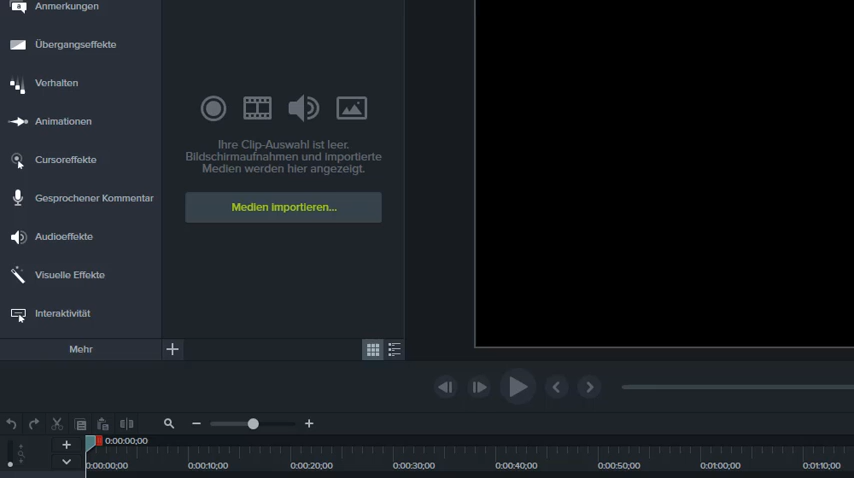 Anmerkungen
Übergangseffekte
Verhalten
Animationen
Cursoreffekte
Gesprochener Kommentar
Audioeffekte
Visuelle Effekte
Interaktivität
Mehr
Ihre Clip-Auswahl ist leer.
Bildschirmaufnahmen und importierte
Medien werden hier angezeigt.
Medien importieren...
0:00:00;00
0:00:00;00 0:00:10;00 0:00:20;00 0:00:30;00 0:00:40;00 0:00:50;00 0:01:00;00 0:01:10;00